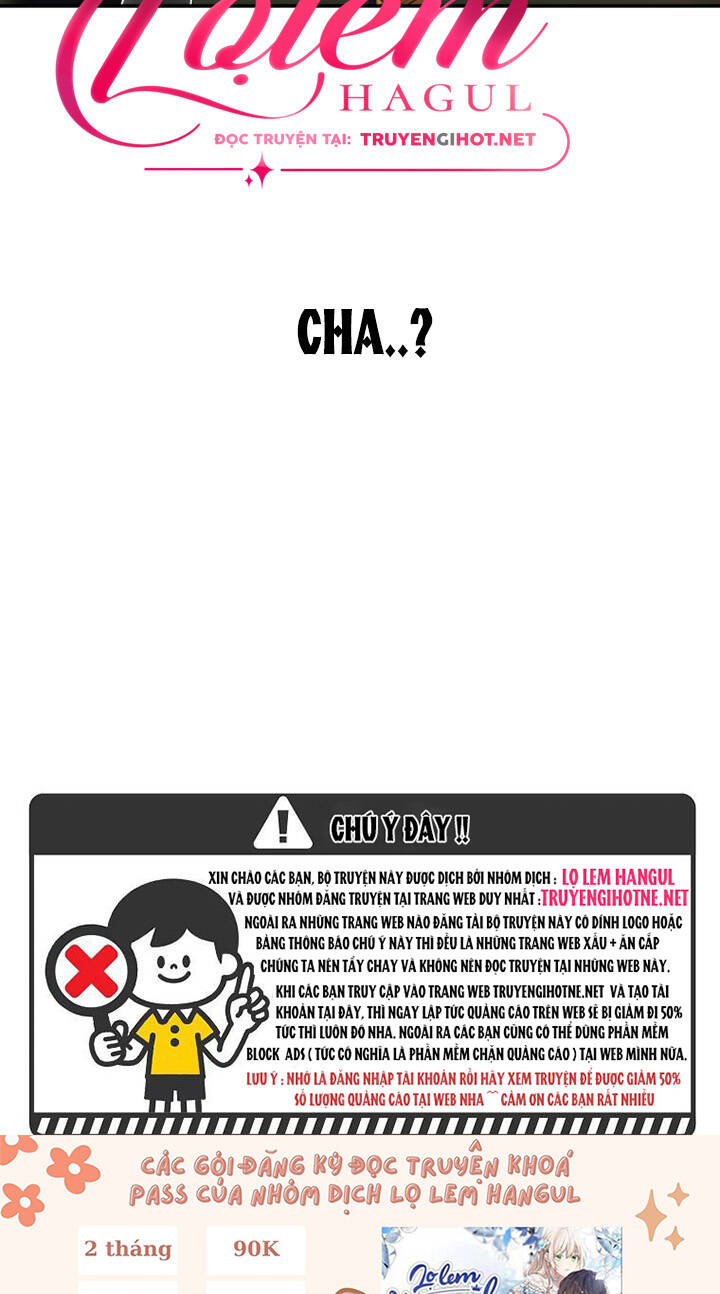 Lọlem
HAGUL
ĐỌC TRUYỆN TẠI: TRUYENGIHOT.NET
CHA..?
CHÚ Ý ĐÂY !!
XIN CHÀO CÁC BẠN, BỘ TRUYỆN NÀY ĐƯỢC DỊCH BỞI NHÓM DỊCH : LỌ LEM HANGUL
VÀ ĐƯỢC NHÓM ĐĂNG TRUYỆN TẠI TRANG WEB DUY NHẤT :TRUYENGIHOTNE.NET
NGOÀI RA NHỮNG TRANG WEB NÀO ĐĂNG TẢI BỘ TRUYỆN NÀY CÓ DÍNH LOGO HOẶC
BẢNG THÔNG BÁO CHÚ Ý NÀY THÌ ĐỀU LÀ NHỮNG TRANG WEB XẤU + ĂN CẮP
CHÚNG TA NÊN TẨY CHAY VÀ KHÔNG NÊN ĐỌC TRUYỆN TẠI NHỮNG WEB NÀY.
KHI CÁC BẠN TRUY CẬP VÀO TRANG WEB TRUYENGIHOTNE.NET VÀ TẠO TÀI
KHOẢN TẠI ĐÂY, THÌ NGAY LẬP TỨC QUẢNG CÁO TRÊN WEB SẼ BỊ GIẢM ĐI 50%
TỨC THÌ LUÔN ĐÓ NHA. NGOÀI RA CÁC BẠN CŨNG CÓ THỂ DÙNG PHẦN MỀM
BLOCK ADS ( TỨC CÓ NGHĨA LÀ PHẦN MỀM CHẶN QUẢNG CÁO ) TẠI WEB MÌNH NỮA.
LƯU Ý : NHỚ LÀ ĐĂNG NHẬP TÀI KHOẢN RỒI HÃY XEM TRUYỆN ĐỂ ĐƯỢC GIẢM 50%
SỐ LƯỢNG QUẢNG CÁO TẠI WEB NHA ^^ CẢM ƠN CÁC BẠN RẤT NHIỀU
CÁC GÓI ĐĂNG KÝ ĐỌC TRUYỆN KHOÁ
PASS CỦA NHÓM DỊCH LỌ LEM HANGUL
2 tháng 90K
Lọlem